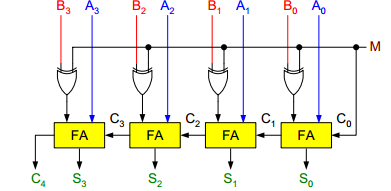 B3 A3 B2 A2 B1 A1 B0 A0
M
C3 C2 C1 C0
FA FA FA FA
C4 S3 S2 S1 S0